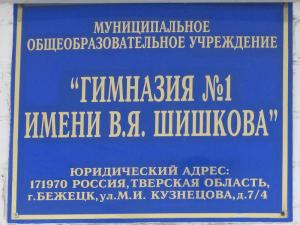 МУНИЦИПАЛЬНОЕ
ОБЩЕОБРАЗОВАТЕЛЬНОЕ УЧРЕЖДЕНИЕ
"ГИМНАЗИЯ №1
ИМЕНИ В.Я. ШИШКОВА"
ЮРИДИЧЕСКИЙ АДРЕС:
171970 РОССИЯ,ТВЕРСКАЯ ОБЛАСТЬ,
г.БЕЖЕЦК,ул.М.И. КУЗНЕЦОВА,д.7/4